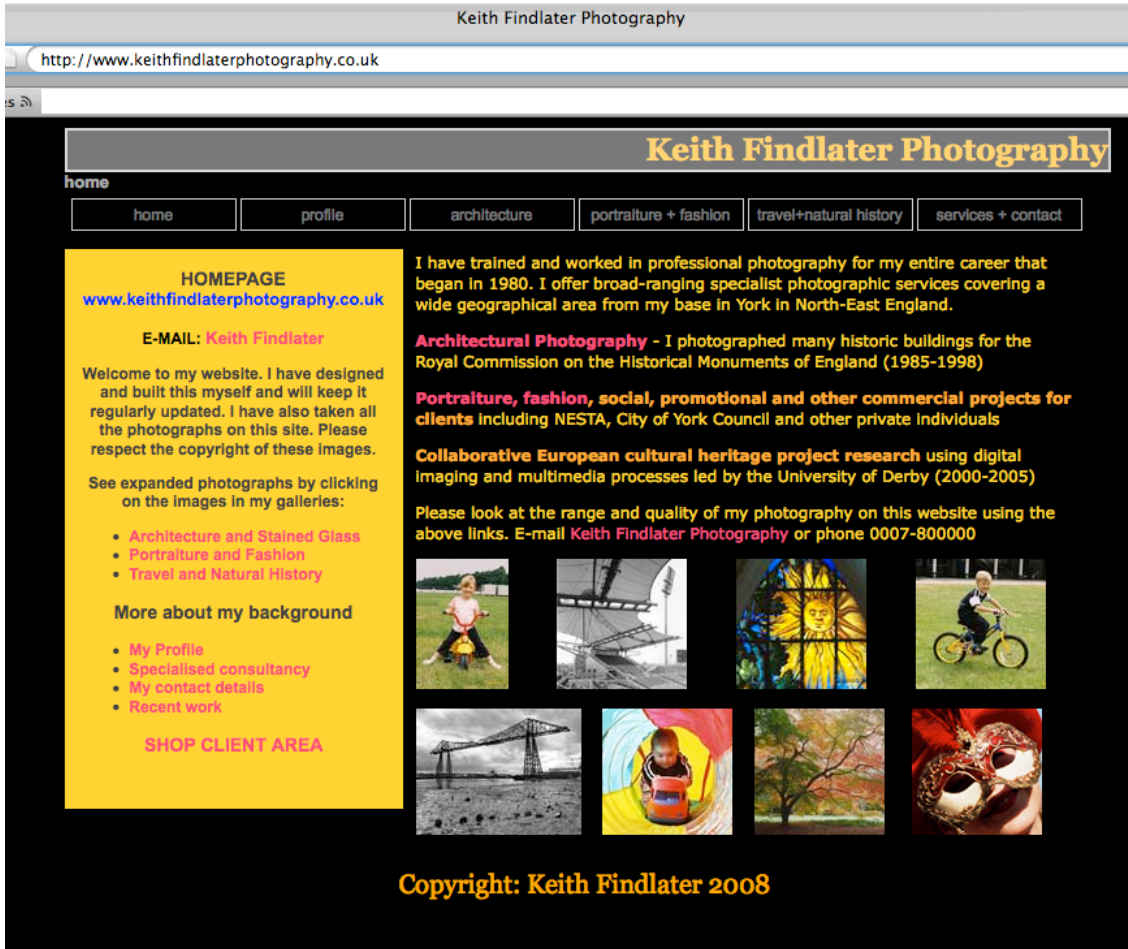 Keith Findlater Photography
http://www.keithfindlaterphotography.co.uk
Keith Findlater Photography
home
home
profile
architecture
portraiture + fashion
travel+natural history
services + contact
HOMEPAGE
www.keithfindlaterphotography.co.uk
E-MAIL: Keith Findlater
Welcome to my website. I have designed
and built this myself and will keep it
regularly updated. I have also taken all
the photographs on this site. Please
respect the copyright of these images.
See expanded photographs by clicking
on the images in my galleries:
• Architecture and Stained Glass
• Portraiture and Fashion
• Travel and Natural History
More about my background
• My Profile
• Specialised consultancy
• My contact details
• Recent work
SHOP CLIENT AREA
I have trained and worked in professional photography for my entire career that
began in 1980. I offer broad-ranging specialist photographic services covering a
wide geographical area from my base in York in North-East England.
Architectural Photography - I photographed many historic buildings for the
Royal Commission on the Historical Monuments of England (1985-1998)
Portraiture, fashion, social, promotional and other commercial projects for
clients including NESTA, City of York Council and other private individuals
Collaborative European cultural heritage project research using digital
imaging and multimedia processes led by the University of Derby (2000-2005)
Please look at the range and quality of my photography on this website using the
above links. E-mail Keith Findlater Photography or phone 0007-800000
Copyright: Keith Findlater 2008